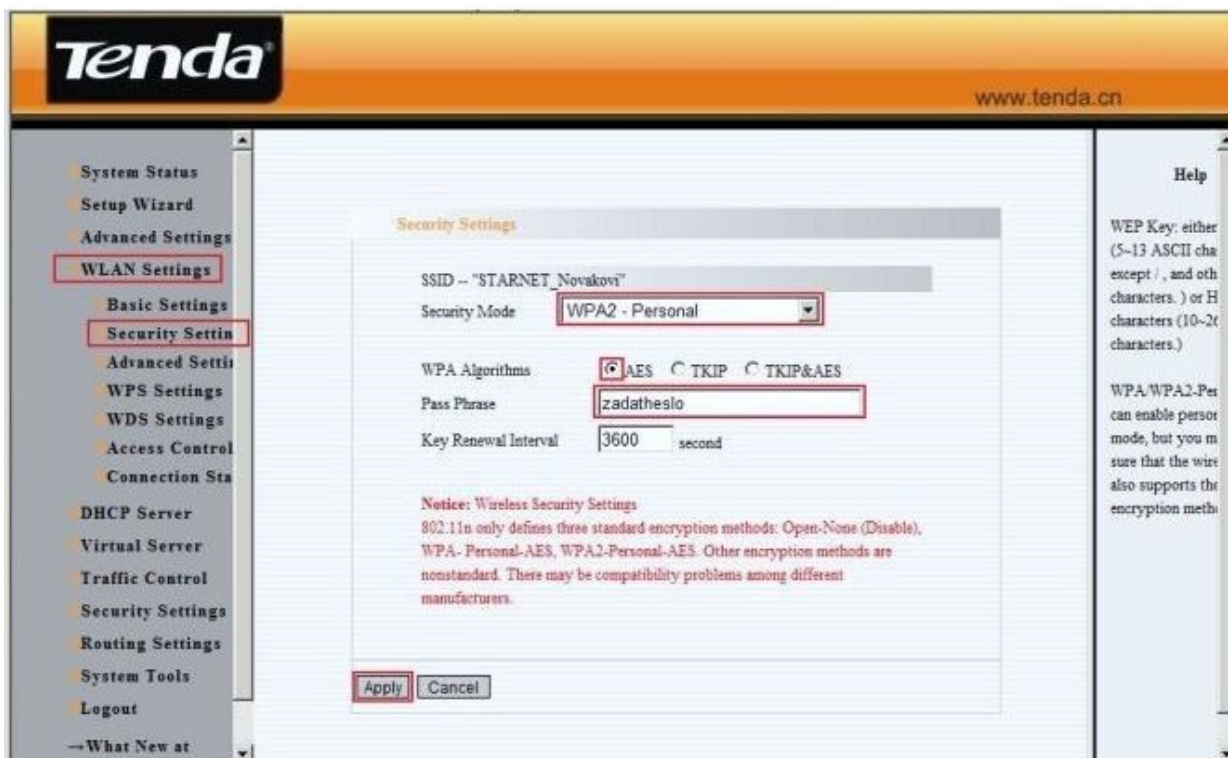 Tenda
www.tenda.cn
System Status
Setup Wizard
Advanced Settings
WLAN Settings
Basic Settings
Security Settin
Advanced Settin
WPS Settings
WDS Settings
Access Control
Connection Sta
DHCP Server
Virtual Server
Traffic Control
Security Settings
Routing Settings
System Tools
Logout
→What New at
Security Settings
SSID -- "STARNET_Novakovi"
Security Mode WPA2 - Personal
WPA Algorithms AES TKIP TKIP&AES
Pass Phrase zadatheslo
Key Renewal Interval 3600 second
Notice: Wireless Security Settings
802.11n only defines three standard encryption methods: Open-None (Disable),
WPA- Personal-AES, WPA2-Personal-AES. Other encryption methods are
nonstandard. There may be compatibility problems among different
manufacturers.
Apply Cancel
Help
WEP Key: either
(5~13 ASCII cha
except / , and oth
characters. ) or H
characters (10~26
characters.)
WPA/WPA2-Per
can enable person
mode, but you m
sure that the wire
also supports the
encryption metho